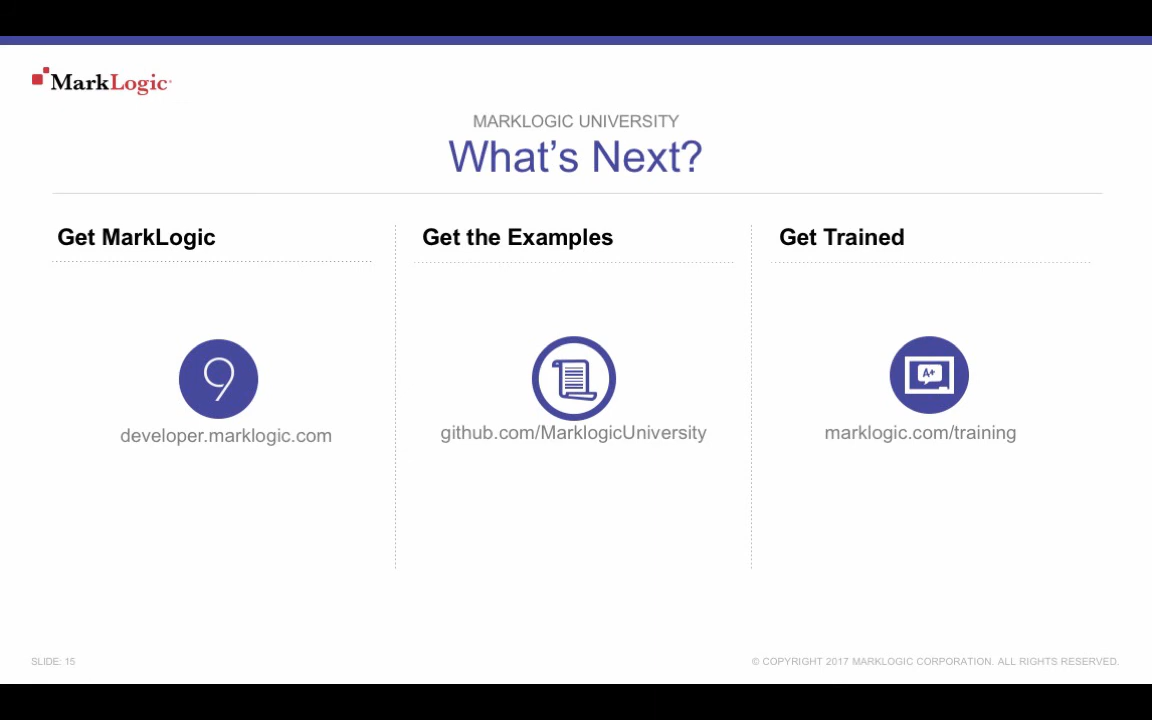 MarkLogic
MARKLOGIC UNIVERSITY
What's Next?
Get MarkLogic
9
developer.marklogic.com
Get the Examples
github.com/MarklogicUniversity
Get Trained
A+
marklogic.com/training
SLIDE: 15
© COPYRIGHT 2017 MARKLOGIC CORPORATION. ALL RIGHTS RESERVED.